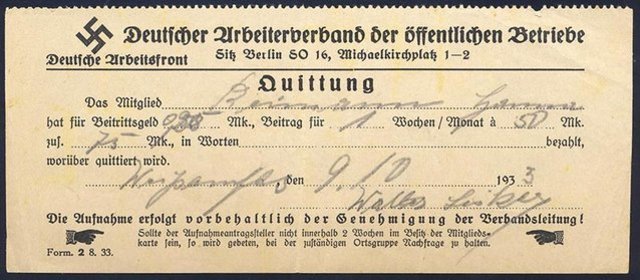 Deutscher Arbeiterverband der öffentlichen Betriebe
Deutsche Arbeitsfront
Sitz Berlin SO 16, Michaelkirchplatz 1–2
Quittung
Das Mitglied
hat für Beitrittsgeld Mk., Beitrag für 1 Wochen / Monat à 50 Mk.
zus. 75 Mk., in Worten bezahlt,
worüber quittiert wird.
, den 9. 10 1933
Die Aufnahme erfolgt vorbehaltlich der Genehmigung der Verbandsleitung!
Sollte der Aufnahmeantragsteller nicht innerhalb 2 Wochen im Besitz der Mitglieds-
karte sein, so wird gebeten, bei der zuständigen Ortsgruppe Nachfrage zu halten.
Form. 2 8. 33.